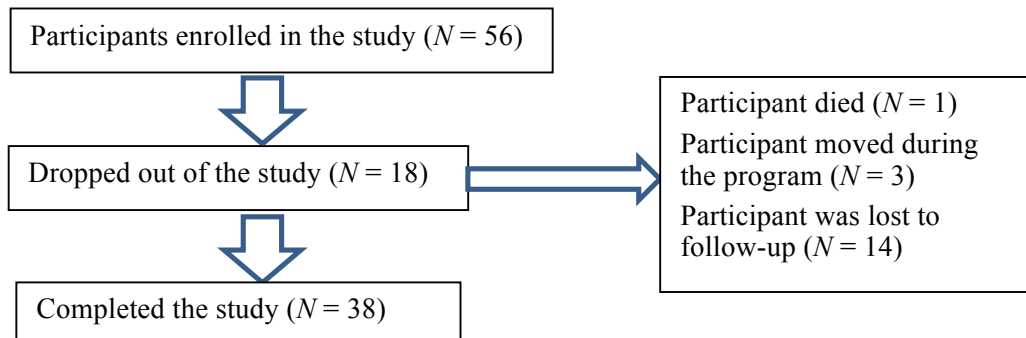 Participants enrolled in the study (N = 56)
Dropped out of the study (N = 18)
Participant died (N = 1)
Participant moved during
the program (N = 3)
Participant was lost to
follow-up (N = 14)
Completed the study (N = 38)